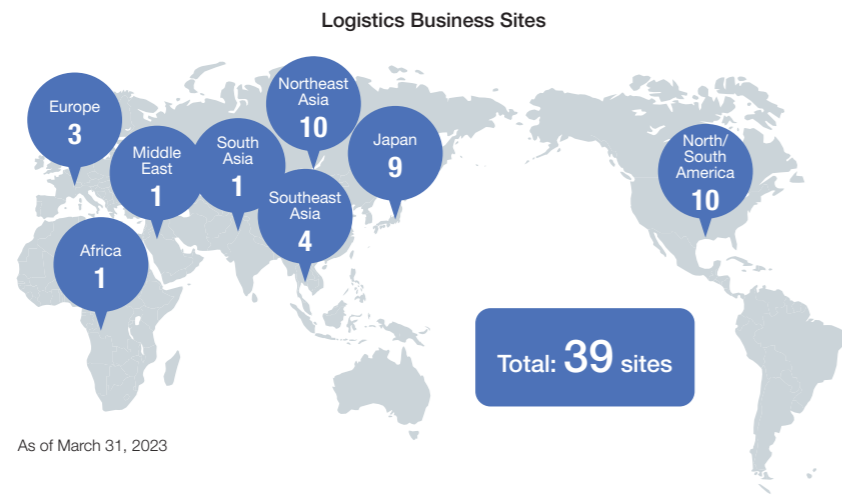 Logistics Business Sites
Europe
3
Middle
East
1
South
Asia
1
Northeast
Asia
10
Japan
9
Southeast
Asia
4
Africa
1
North/
South
America
10
Total: 39 sites
As of March 31, 2023